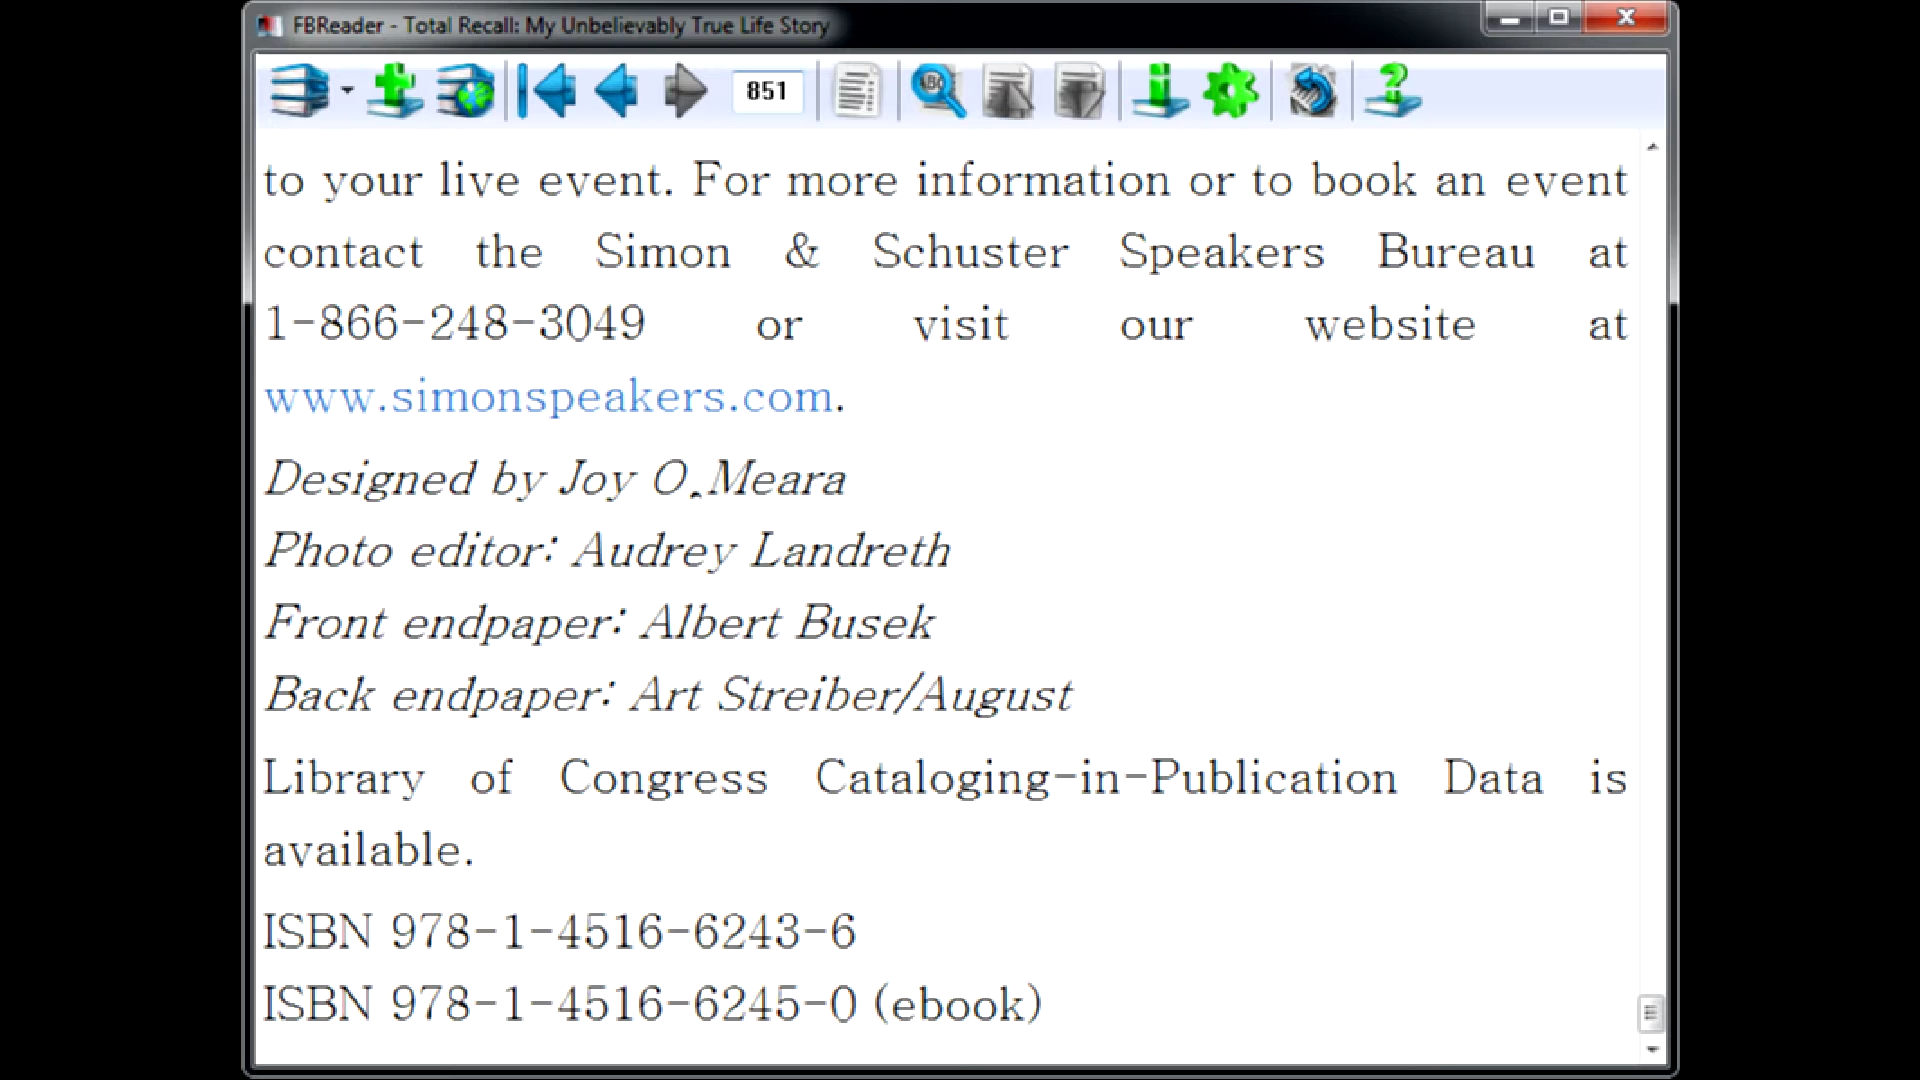 FBReader - Total Recall: My Unbelievably True Life Story
851
to your live event. For more information or to book an event
contact the Simon & Schuster Speakers Bureau at
1-866-248-3049 or visit our website at
www.simonspeakers.com.
Designed by Joy O.Meara
Photo editor: Audrey Landreth
Front endpaper: Albert Busek
Back endpaper: Art Streiber/August
Library of Congress Cataloging-in-Publication Data is
available.
ISBN 978-1-4516-6243-6
ISBN 978-1-4516-6245-0 (ebook)